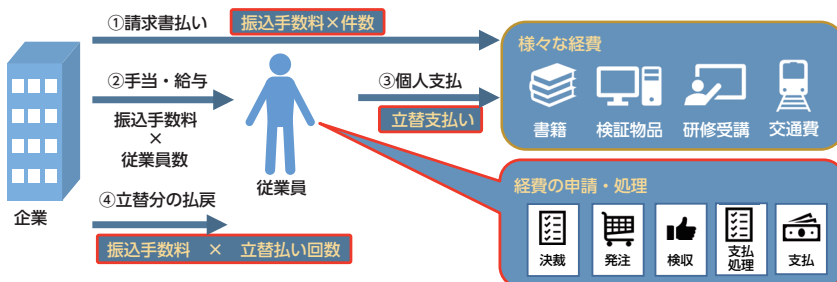 ①請求書払い
振込手数料×件数
②手当・給与
振込手数料
×
従業員数
③個人支払
立替支払い
従業員
企業
④立替分の払戻
振込手数料 × 立替払い回数
様々な経費
書籍
検証物品
研修受講
交通費
経費の申請・処理
決裁
発注
検収
支払
処理
支払